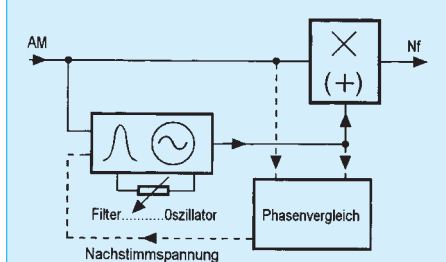 AM
Nf
(+)
Filter..........Oszillator
Phasenvergleich
Nachstimmspannung